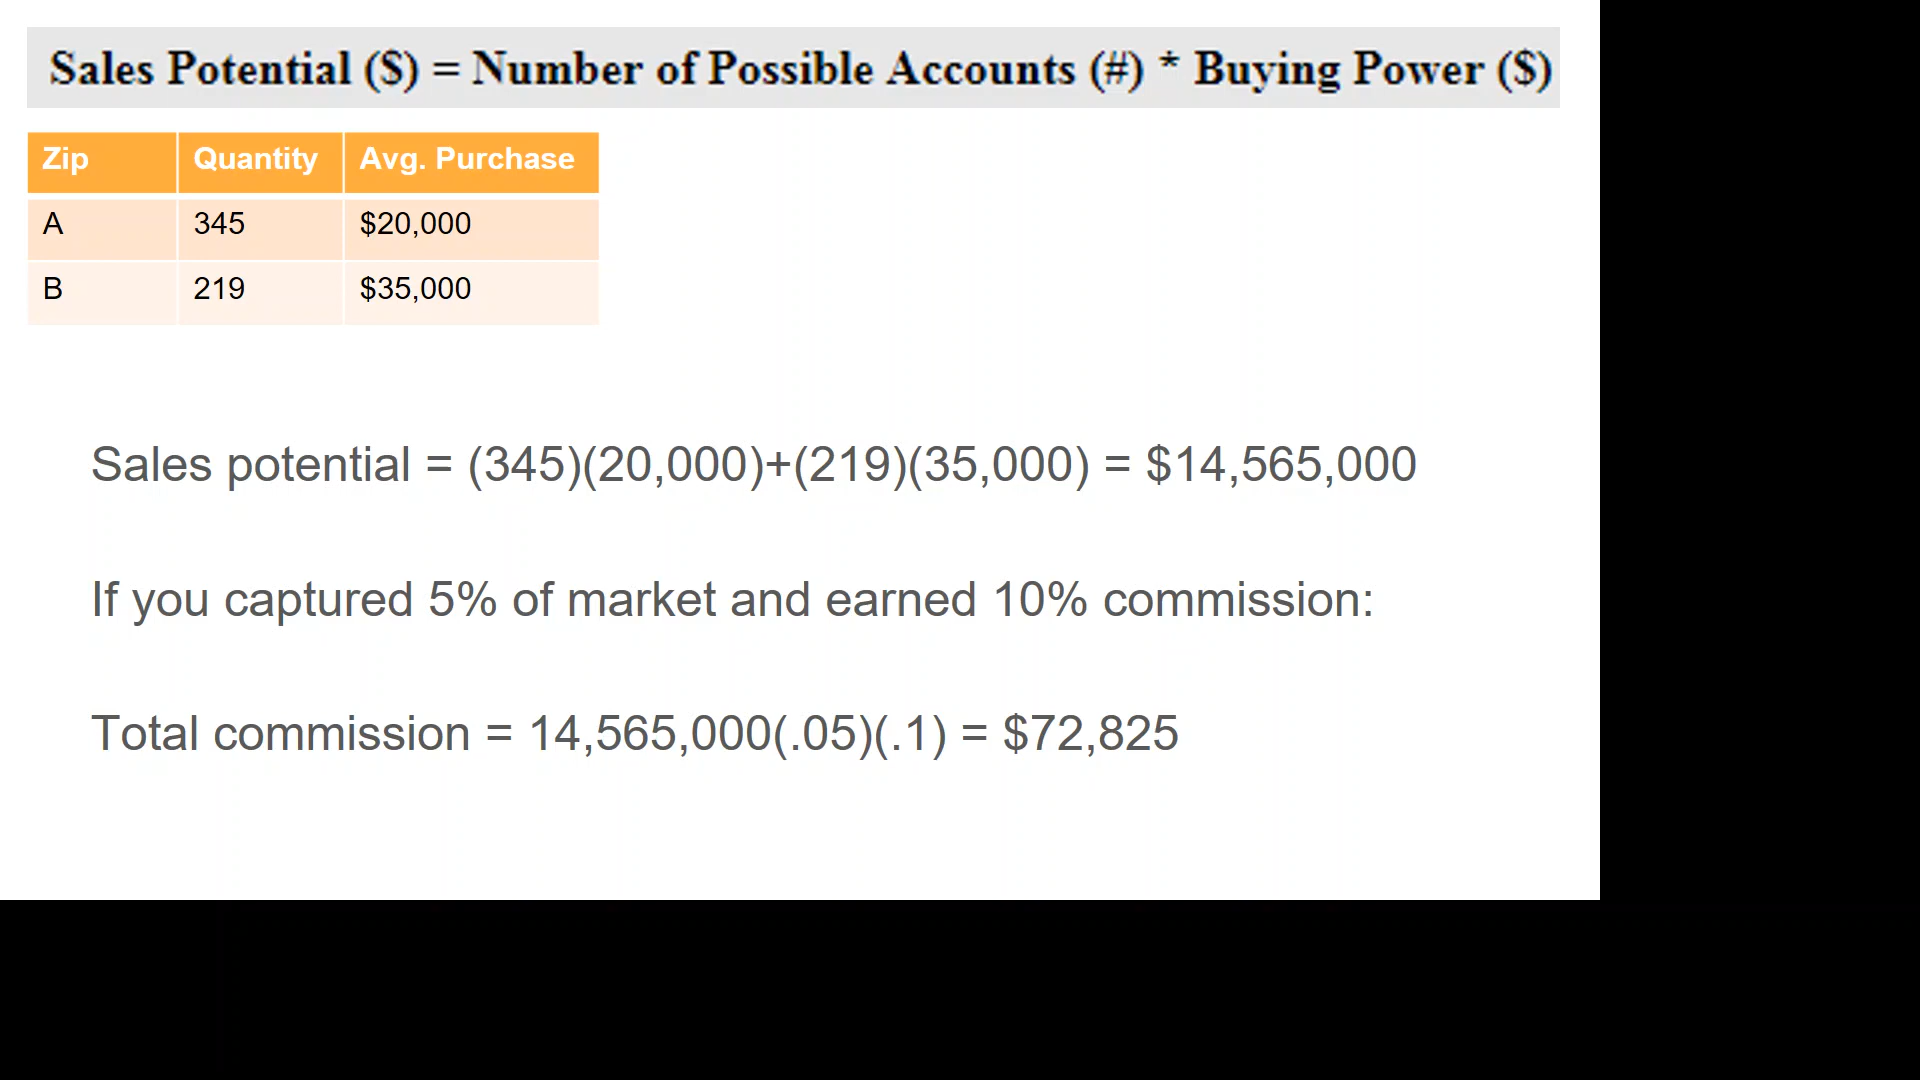 Sales Potential ($) = Number of Possible Accounts (#) * Buying Power ($)
Zip Quantity Avg. Purchase
A 345 $20,000
B 219 $35,000
Sales potential = (345)(20,000)+(219)(35,000) = $14,565,000
If you captured 5% of market and earned 10% commission:
Total commission = 14,565,000(.05)(.1) = $72,825